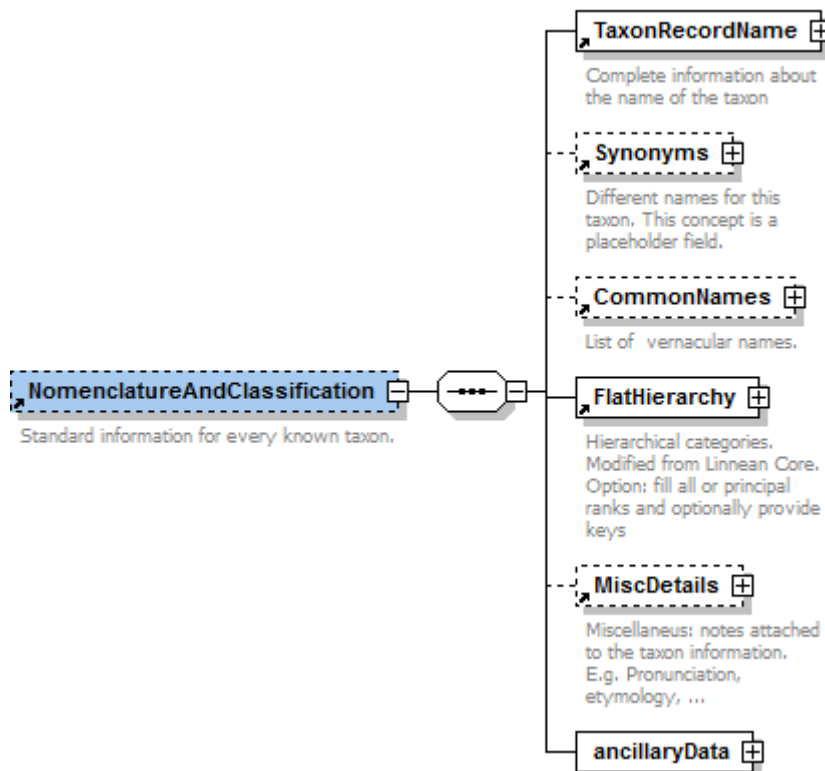 TaxonRecordName
Complete information about
the name of the taxon
Synonyms
Different names for this
taxon. This concept is a
placeholder field.
CommonNames
List of  vernacular names.
NomenclatureAndClassification
Standard information for every known taxon.
FlatHierarchy
Hierarchical categories.
Modified from Linnean Core.
Option: fill all or principal
ranks and optionally provide
keys
MiscDetails
Miscellaneus: notes attached
to the taxon information.
E.g. Pronunciation,
etymology, ...
ancillaryData